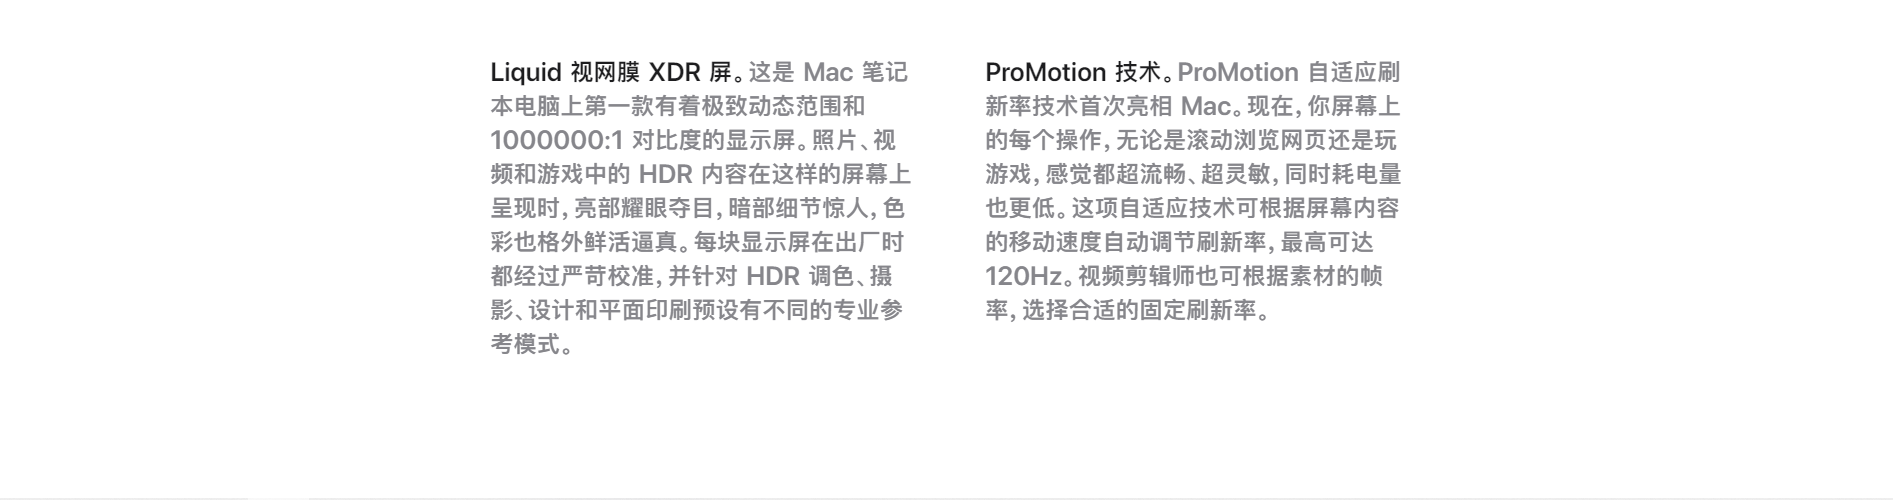 Liquid 视网膜 XDR 屏。这是 Mac 笔记
本电脑上第一款有着极致动态范围和
1000000:1 对比度的显示屏。照片、视
频和游戏中的 HDR 内容在这样的屏幕上
呈现时，亮部耀眼夺目，暗部细节惊人，色
彩也格外鲜活逼真。每块显示屏在出厂时
都经过严苛校准，并针对 HDR 调色、摄
影、设计和平面印刷预设有不同的专业参
考模式。
ProMotion 技术。ProMotion 自适应刷
新率技术首次亮相 Mac。现在，你屏幕上
的每个操作，无论是滚动浏览网页还是玩
游戏，感觉都超流畅、超灵敏，同时耗电量
也更低。这项自适应技术可根据屏幕内容
的移动速度自动调节刷新率，最高可达
120Hz。视频剪辑师也可根据素材的帧
率，选择合适的固定刷新率。